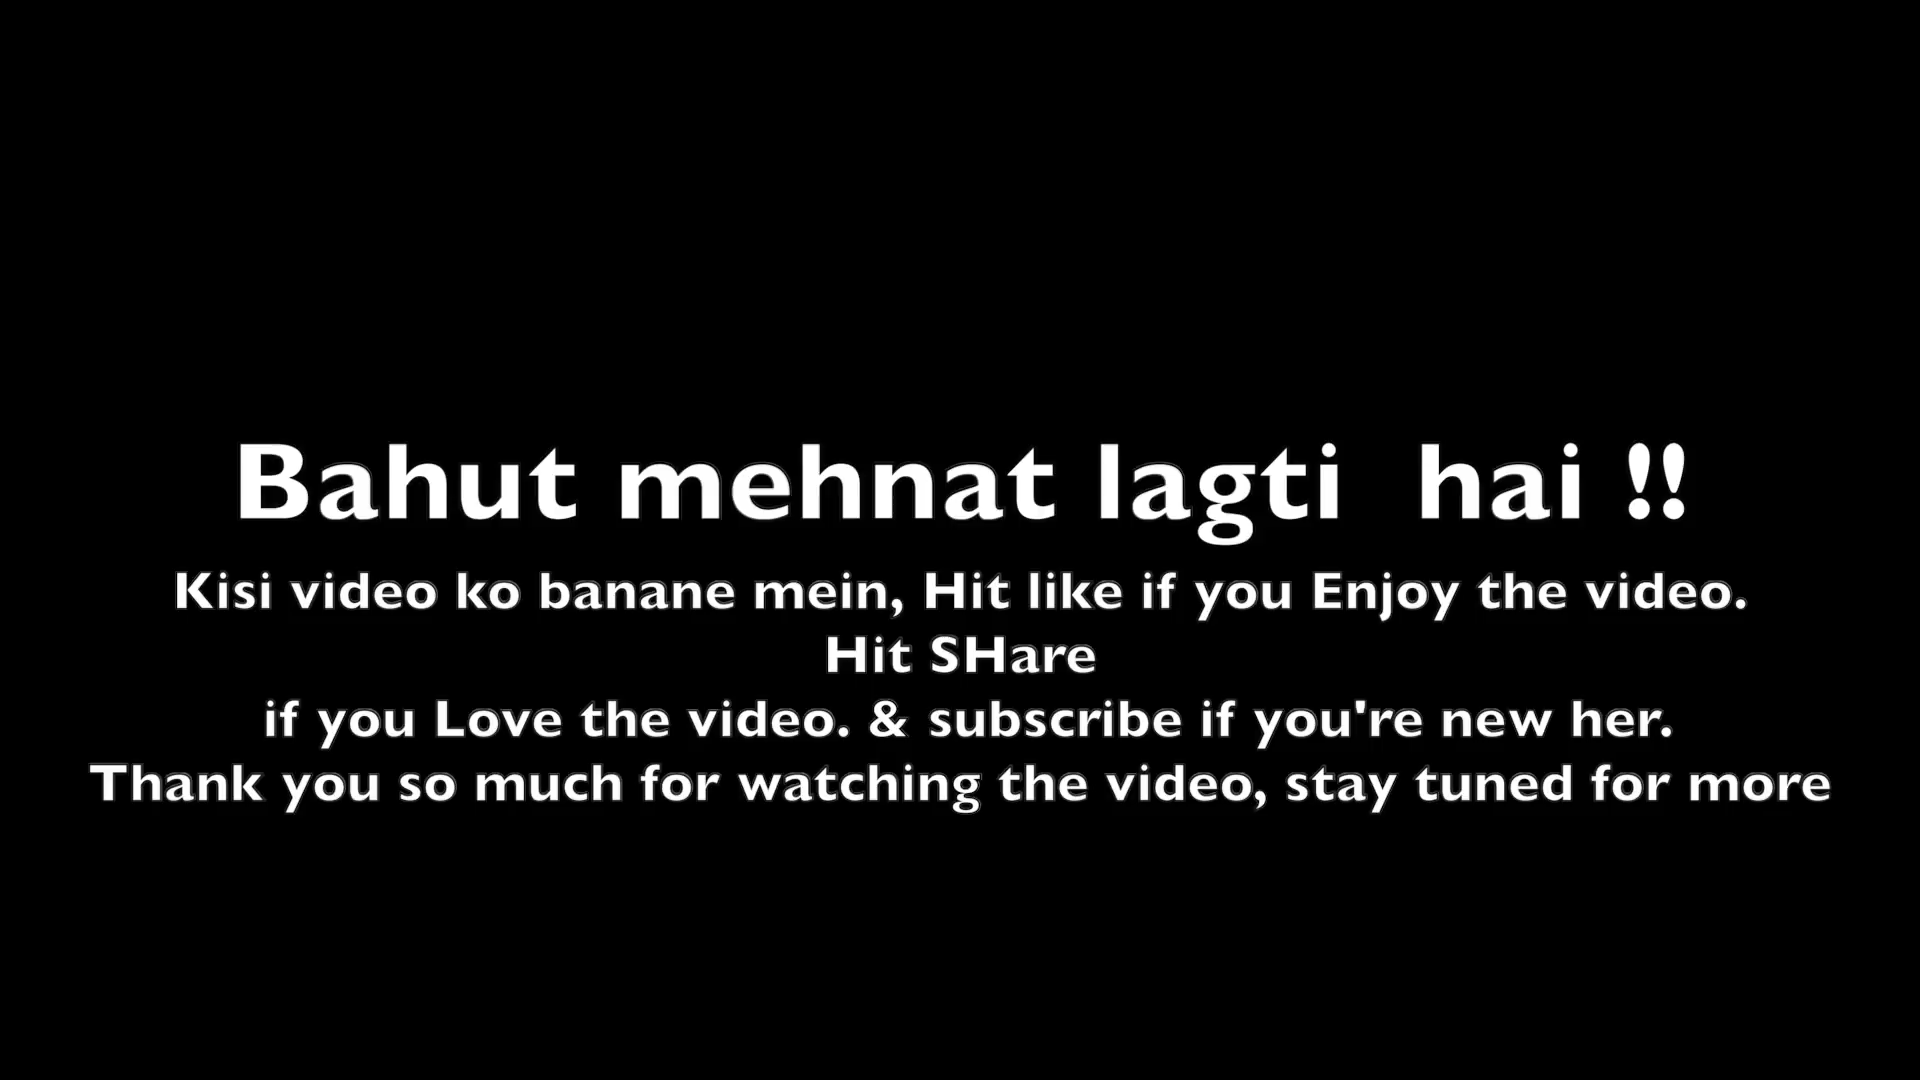 Bahut mehnat lagti  hai !!
Kisi video ko banane mein, Hit like if you Enjoy the video.
Hit SHare
if you Love the video. & subscribe if you're new her.
Thank you so much for watching the video, stay tuned for more